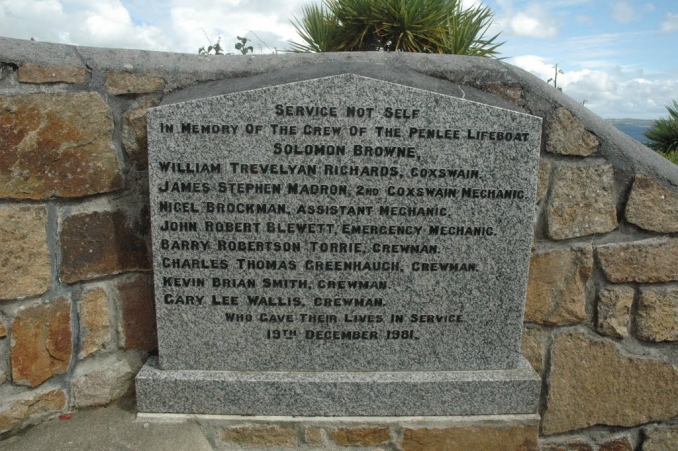 Service Not Self
In Memory Of The Crew Of The Penlee Lifeboat
Solomon Browne,
William Trevelyan Richards, Coxswain.
James Stephen Madron, 2nd Coxswain Mechanic.
Nigel Brockman, Assistant Mechanic.
John Robert Blewett, Emergency Mechanic.
Barry Robertson Torrie, Crewman.
Charles Thomas Greenhaugh, Crewman.
Kevin Brian Smith, Crewman.
Gary Lee Wallis, Crewman.
Who Gave Their Lives In Service
19th December 1981.